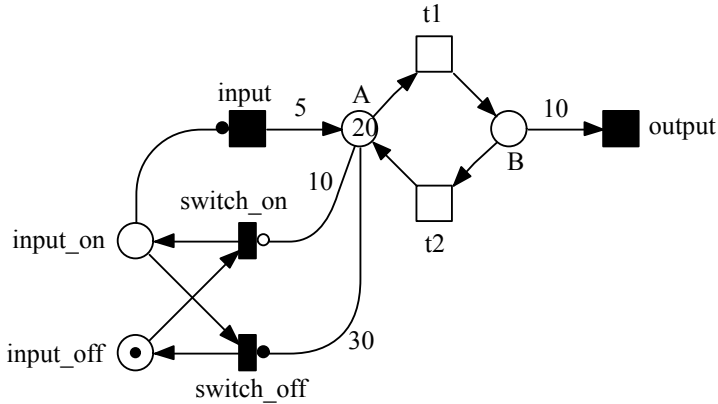 t1
input
5
A
20
10
output
B
10
switch_on
input_on
t2
30
input_off
switch_off